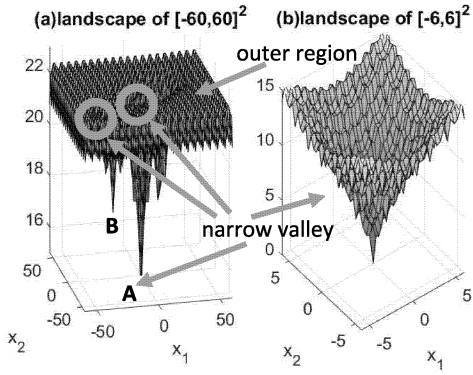 (a)landscape of [-60,60]²
(b)landscape of [-6,6]²
outer region
22
20
18
16
B
A
narrow valley
50
0
-50
x₂
-50
0
50
x₁
15
10
5
0
5
0
-5
x₂
-5
0
5
x₁